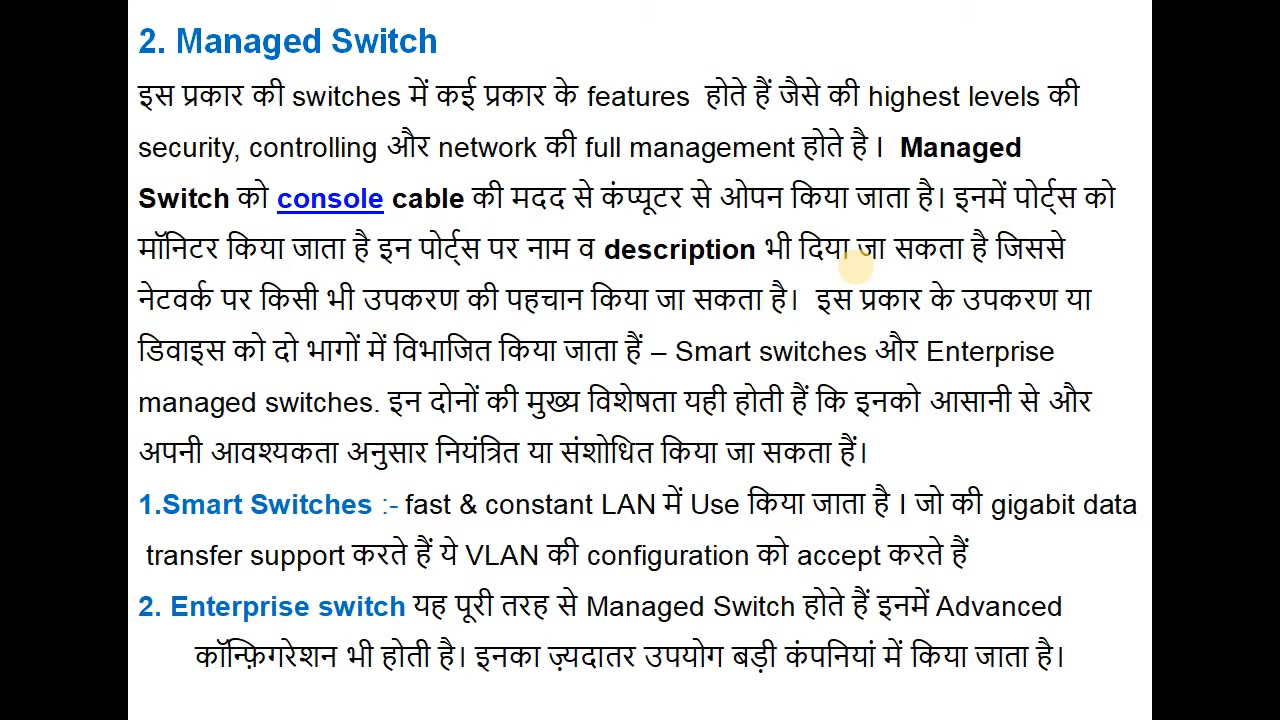 2. Managed Switch
इस प्रकार की switches में कई प्रकार के features होते हैं जैसे की highest levels की
security, controlling और network की full management होते है। Managed
Switch को console cable की मदद से कंप्यूटर से ओपन किया जाता है। इनमें पोर्ट्स को
मॉनिटर किया जाता है इन पोर्ट्स पर नाम व description भी दिया जा सकता है जिससे
नेटवर्क पर किसी भी उपकरण की पहचान किया जा सकता है। इस प्रकार के उपकरण या
डिवाइस को दो भागों में विभाजित किया जाता हैं – Smart switches और Enterprise
managed switches. इन दोनों की मुख्य विशेषता यही होती हैं कि इनको आसानी से और
अपनी आवश्यकता अनुसार नियंत्रित या संशोधित किया जा सकता हैं।
1.Smart Switches :- fast & constant LAN में Use किया जाता है । जो की gigabit data
transfer support करते हैं ये VLAN की configuration को accept करते हैं
2. Enterprise switch यह पूरी तरह से Managed Switch होते हैं इनमें Advanced
कॉन्फ़िगरेशन भी होती है। इनका ज़्यदातर उपयोग बड़ी कंपनियां में किया जाता है।